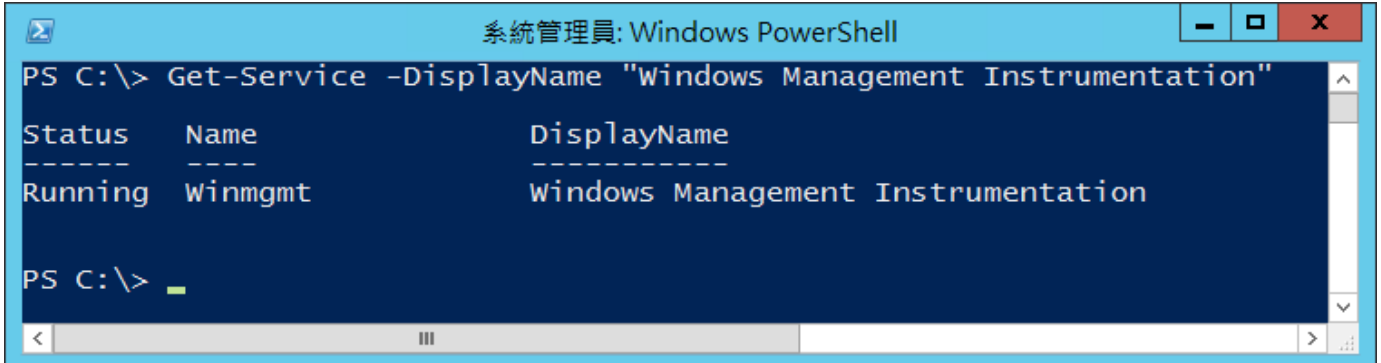 系統管理員: Windows PowerShell
PS C:\> Get-Service -DisplayName "Windows Management Instrumentation"
Status   Name               DisplayName
------   ----               -----------
Running  Winmgmt            Windows Management Instrumentation
PS C:\> _